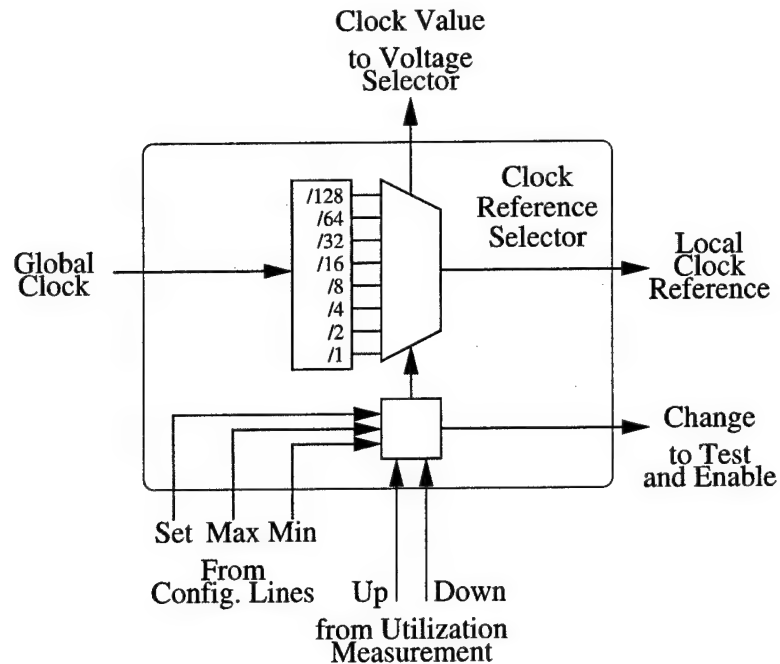 Clock Value
to Voltage
Selector
Clock
Reference
Selector
/128
/64
/32
/16
/8
/4
/2
/1
Global
Clock
Local
Clock
Reference
Change
to Test
and Enable
Set Max Min
From
Config. Lines
Up Down
from Utilization
Measurement